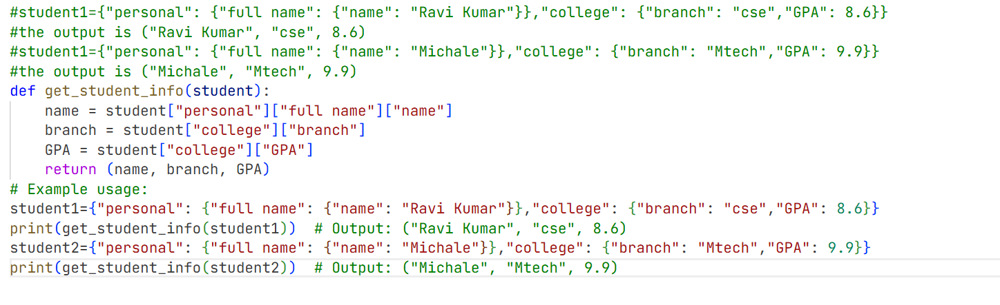 #student1={"personal": {"full name": {"name": "Ravi Kumar"}},"college": {"branch": "cse","GPA": 8.6}}
#the output is ("Ravi Kumar", "cse", 8.6)
#student1={"personal": {"full name": {"name": "Michale"}},"college": {"branch": "Mtech","GPA": 9.9}}
#the output is ("Michale", "Mtech", 9.9)
def get_student_info(student):
    name = student["personal"]["full name"]["name"]
    branch = student["college"]["branch"]
    GPA = student["college"]["GPA"]
    return (name, branch, GPA)
# Example usage:
student1={"personal": {"full name": {"name": "Ravi Kumar"}},"college": {"branch": "cse","GPA": 8.6}}
print(get_student_info(student1))  # Output: ("Ravi Kumar", "cse", 8.6)
student2={"personal": {"full name": {"name": "Michale"}},"college": {"branch": "Mtech","GPA": 9.9}}
print(get_student_info(student2))  # Output: ("Michale", "Mtech", 9.9)